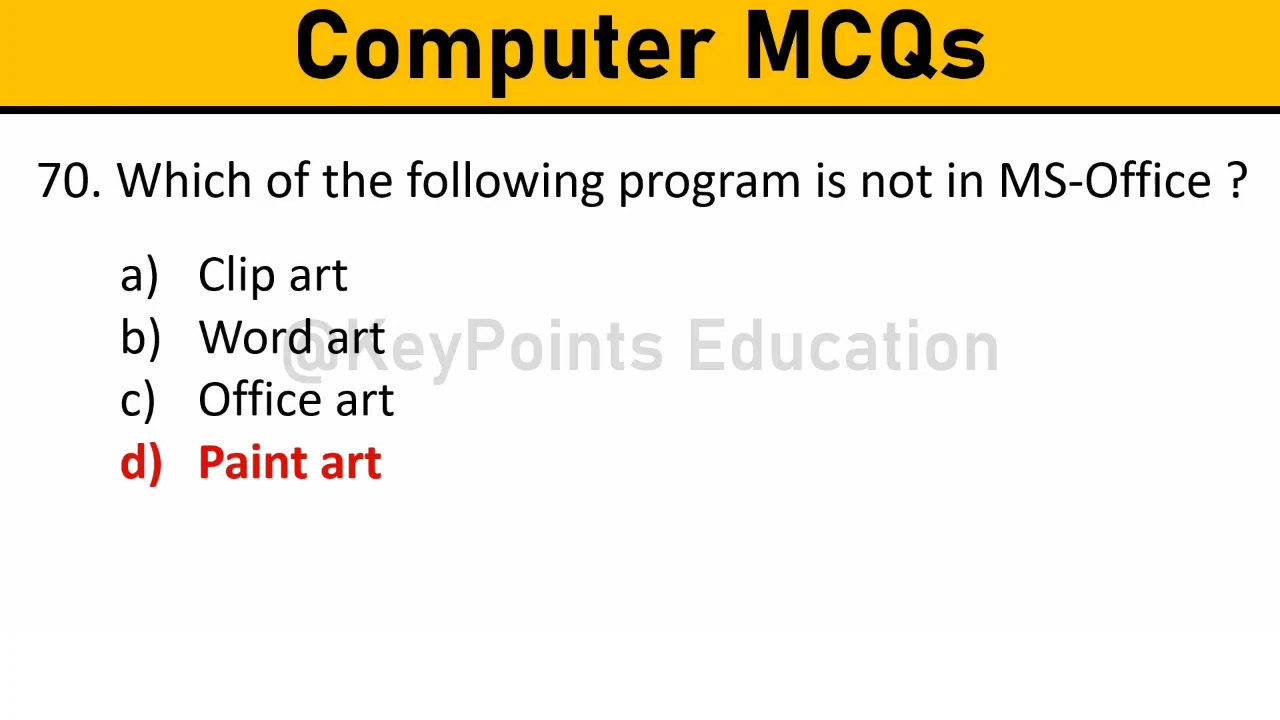 Computer MCQs
70. Which of the following program is not in MS-Office ?
a) Clip art
b) Word art
@KeyPoints Education
c) Office art
d) Paint art